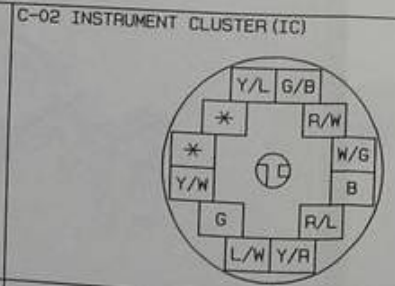 C-02 INSTRUMENT CLUSTER (IC)
Y/L G/B
* R/W
* W/G
Y/W B
G R/L
L/W Y/R